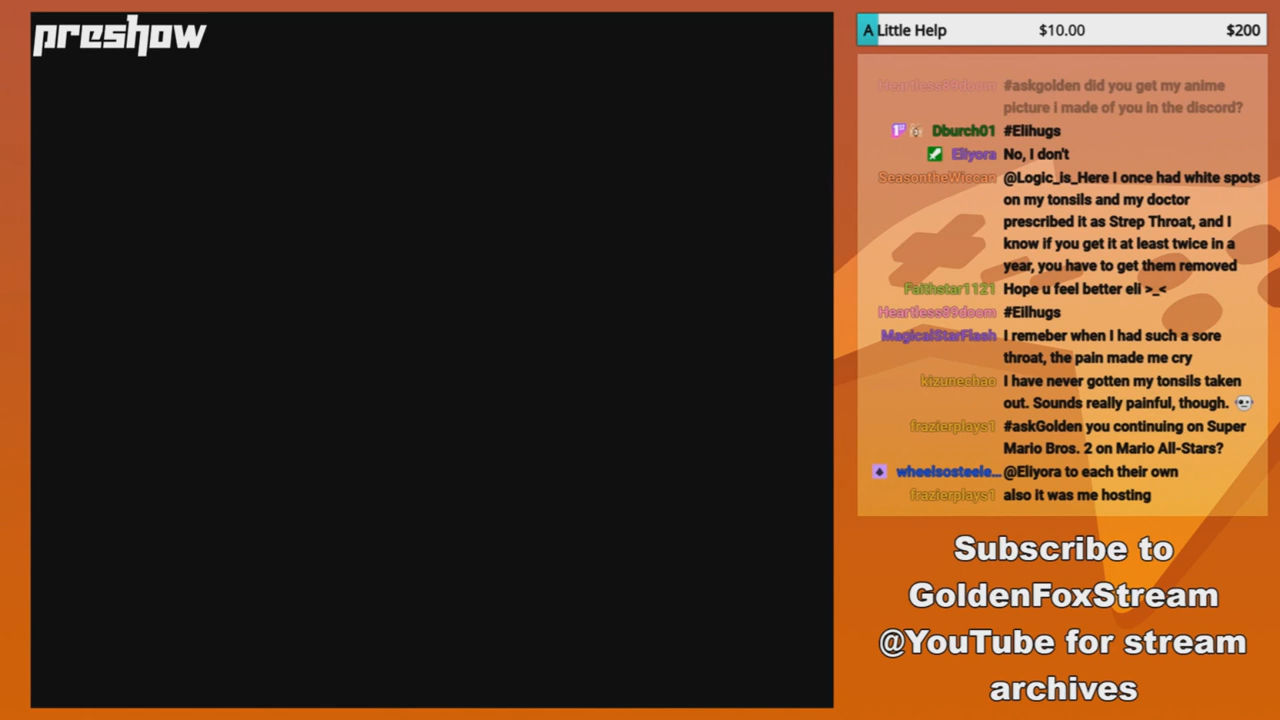 preshow
A Little Help $10.00 $200
Heartless89doom #askgolden did you get my anime
picture i made of you in the discord?
Dburch01 #Elihugs
Eliyora No, I don't
SeasontheWiccan @Logic_is_Here I once had white spots
on my tonsils and my doctor
prescribed it as Strep Throat, and I
know if you get it at least twice in a
year, you have to get them removed
Faithstar1121 Hope u feel better eli >_<
Heartless89doom #Eilhugs
MagicalStarFlash I remeber when I had such a sore
throat, the pain made me cry
kizunechao I have never gotten my tonsils taken
out. Sounds really painful, though.
frazierplays1 #askGolden you continuing on Super
Mario Bros. 2 on Mario All-Stars?
wheelsosteele... @Eliyora to each their own
frazierplays1 also it was me hosting
Subscribe to
GoldenFoxStream
@YouTube for stream
archives